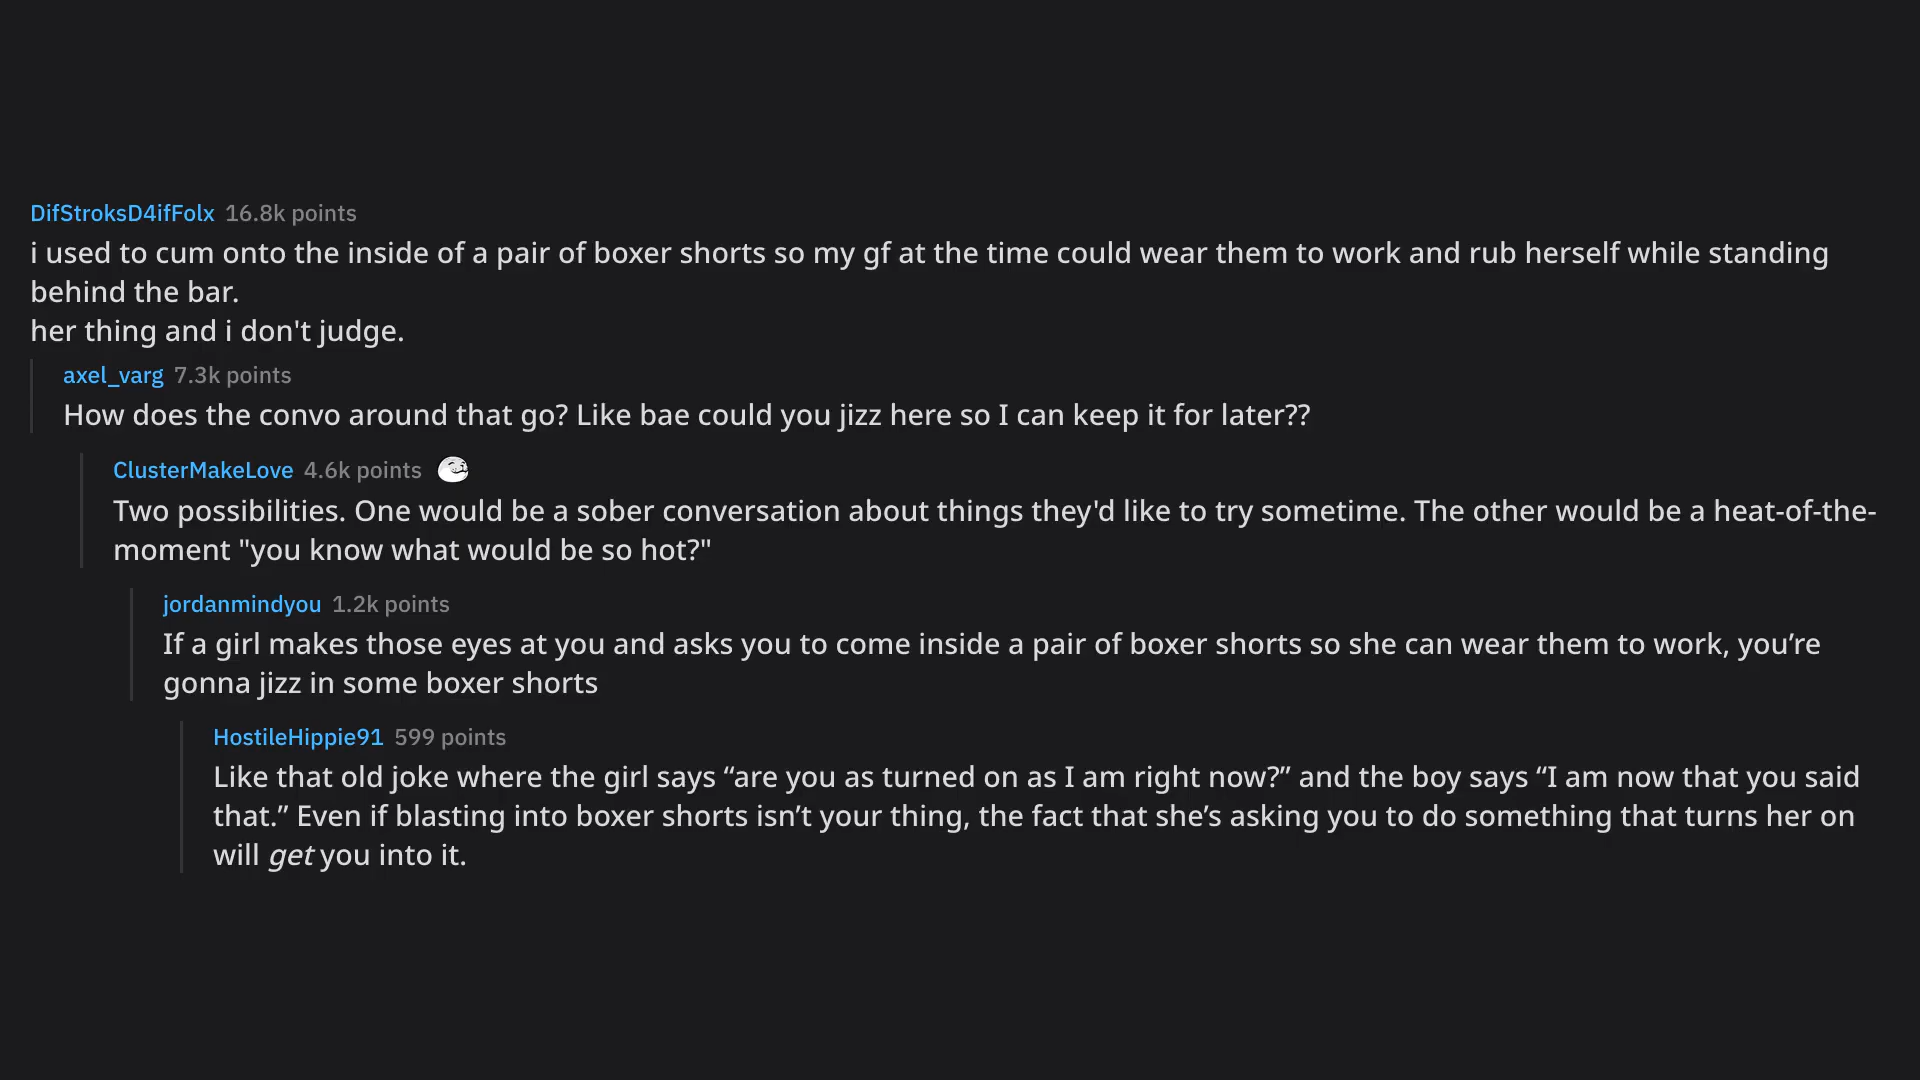 DifStroksD4ifFolx 16.8k points
i used to cum onto the inside of a pair of boxer shorts so my gf at the time could wear them to work and rub herself while standing
behind the bar.
her thing and i don't judge.
axel_varg 7.3k points
How does the convo around that go? Like bae could you jizz here so I can keep it for later??
ClusterMakeLove 4.6k points
Two possibilities. One would be a sober conversation about things they'd like to try sometime. The other would be a heat-of-the-
moment "you know what would be so hot?"
jordanmindyou 1.2k points
If a girl makes those eyes at you and asks you to come inside a pair of boxer shorts so she can wear them to work, you’re
gonna jizz in some boxer shorts
HostileHippie91 599 points
Like that old joke where the girl says “are you as turned on as I am right now?” and the boy says “I am now that you said
that.” Even if blasting into boxer shorts isn’t your thing, the fact that she’s asking you to do something that turns her on
will get you into it.